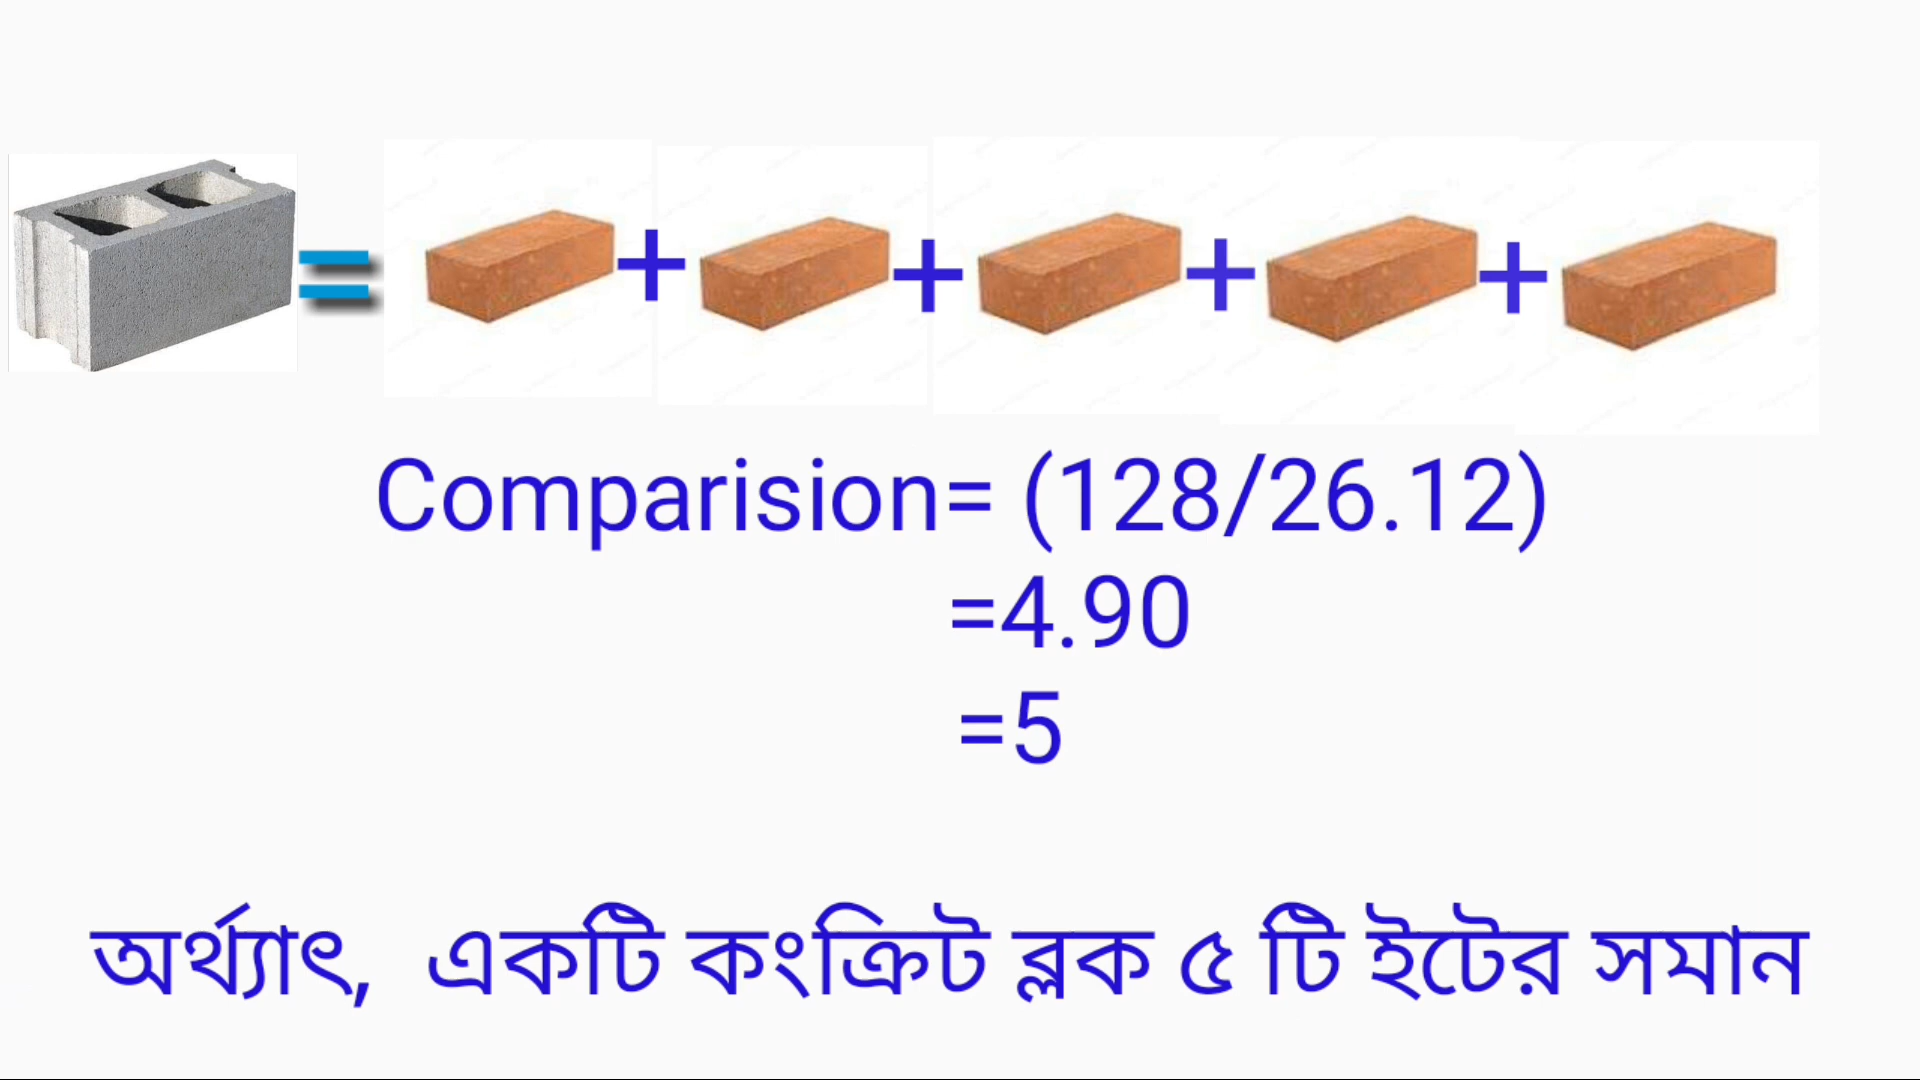 Comparision= (128/26.12)
=4.90
=5
অর্থ্যাৎ, একটি কংক্রিট ব্লক ৫ টি ইটের সমান